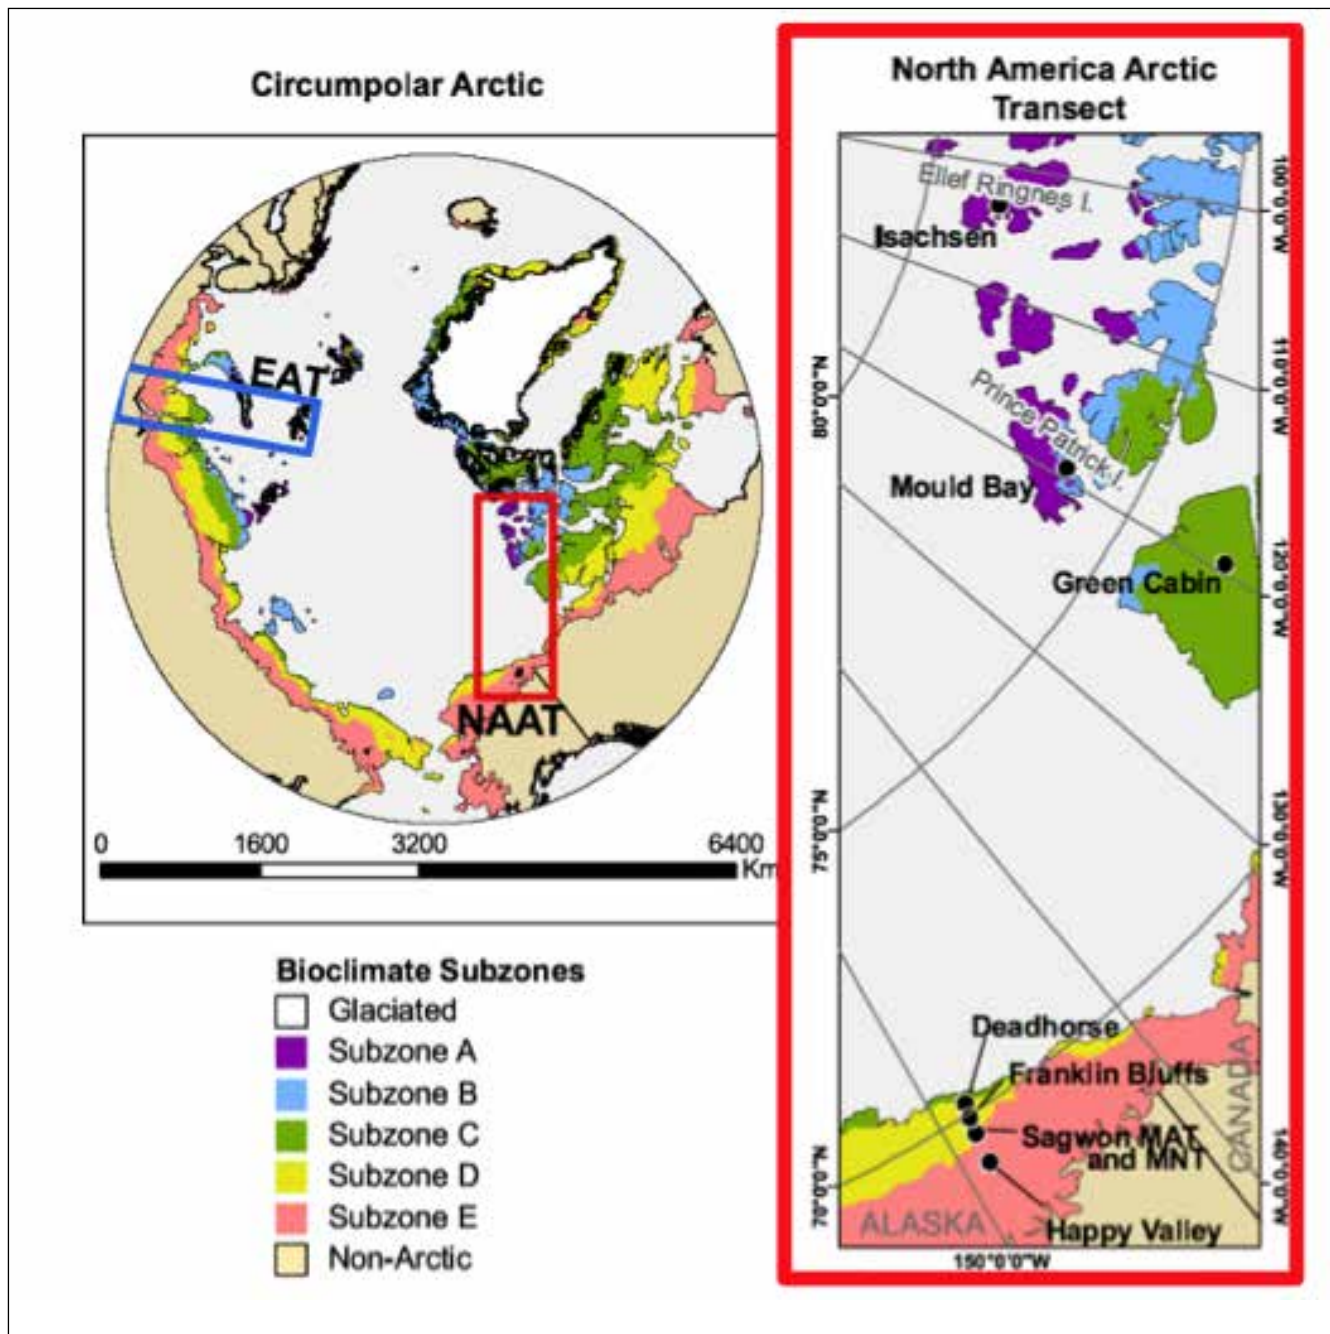 Circumpolar Arctic
EAT
NAAT
0 1600 3200 6400
Km
Bioclimate Subzones
Glaciated
Subzone A
Subzone B
Subzone C
Subzone D
Subzone E
Non-Arctic
North America Arctic
Transect
Ellef Ringnes I.
Isachsen
Prince Patrick I.
Mould Bay
Green Cabin
Deadhorse
Franklin Bluffs
Sagwon MAT
and MNT
Happy Valley
ALASKA
CANADA
80°0'0"N
75°0'0"N
70°0'0"N
100°0'0"W
110°0'0"W
120°0'0"W
130°0'0"W
140°0'0"W
150°0'0"W